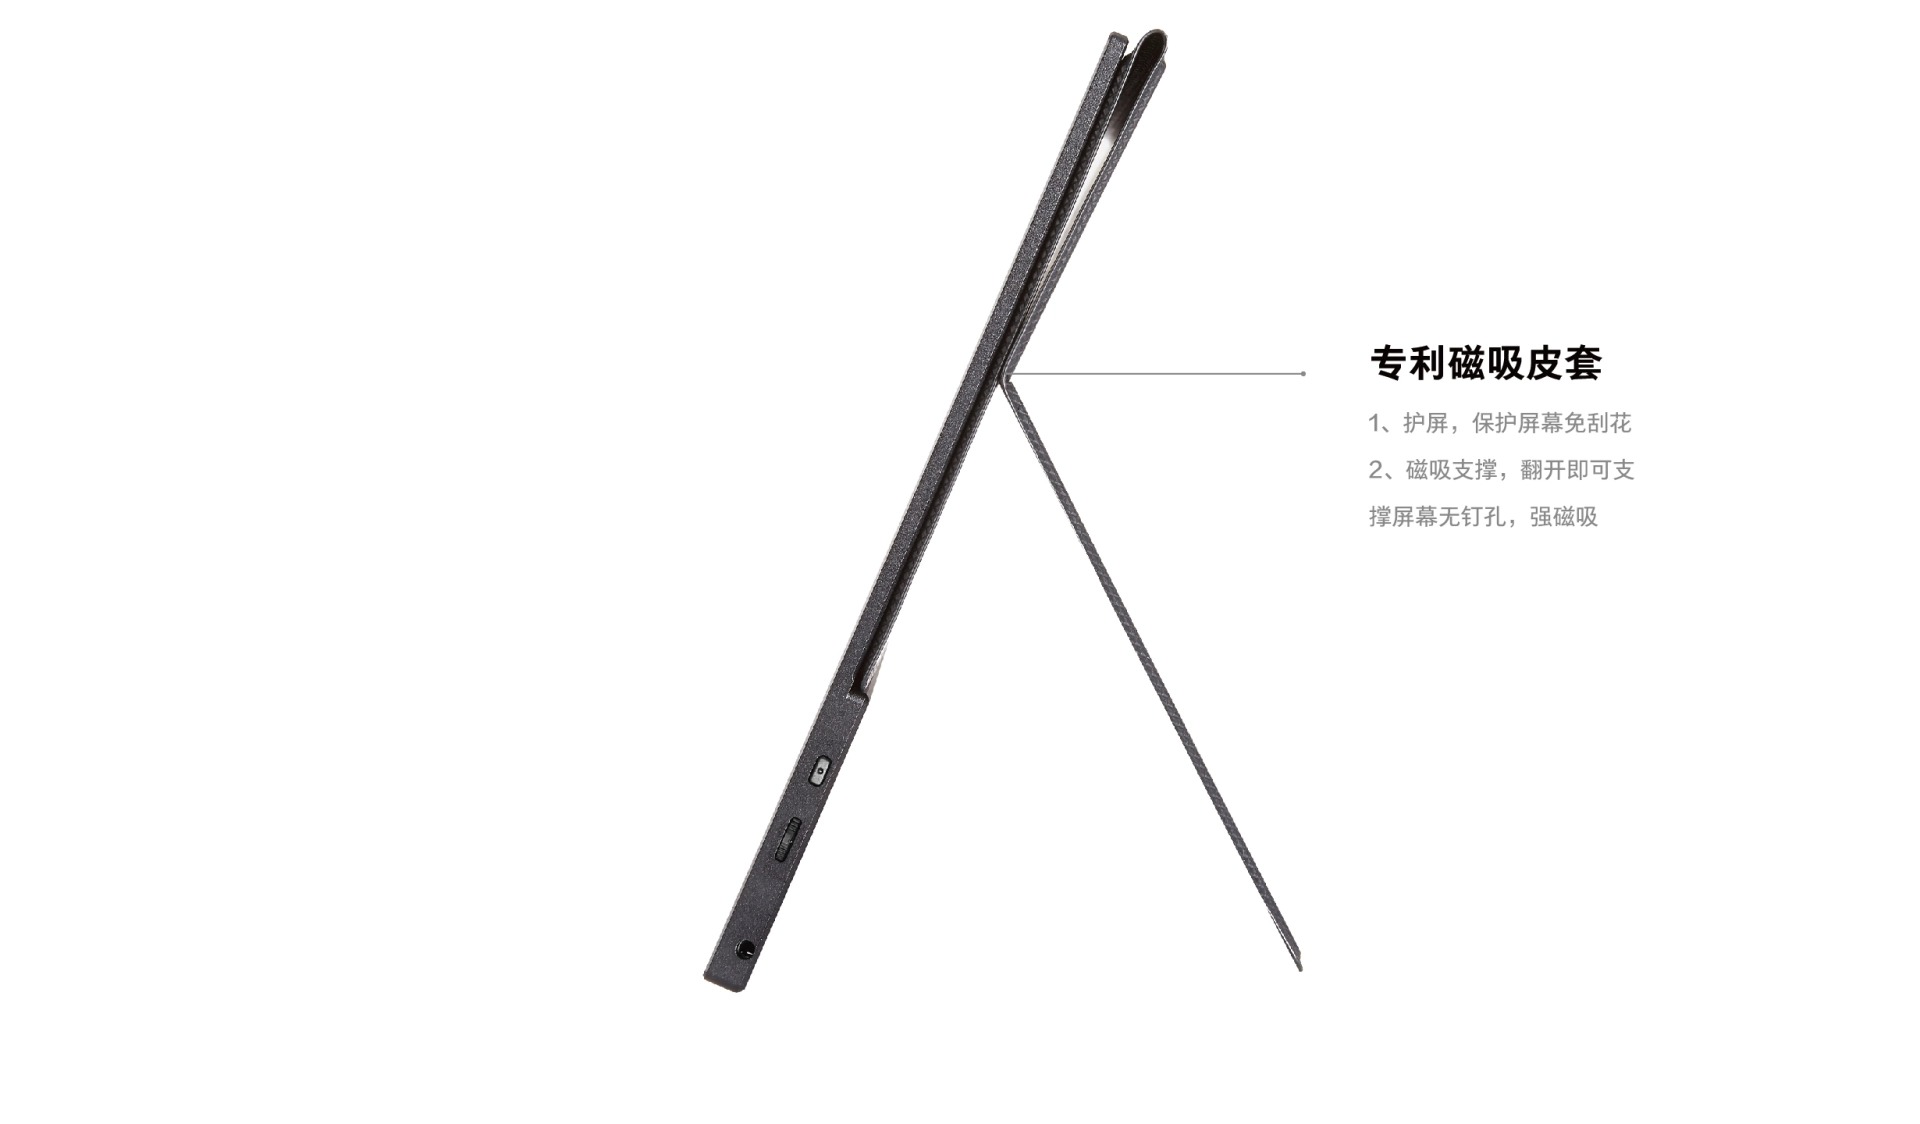 专利磁吸皮套
1、护屏，保护屏幕免刮花
2、磁吸支撑，翻开即可支
撑屏幕无钉孔，强磁吸